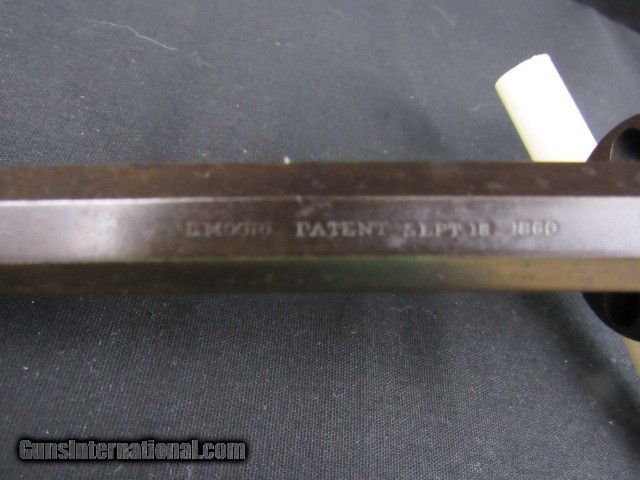 D. MOORE PATENT SEPT. 18 1860
GunsInternational.com